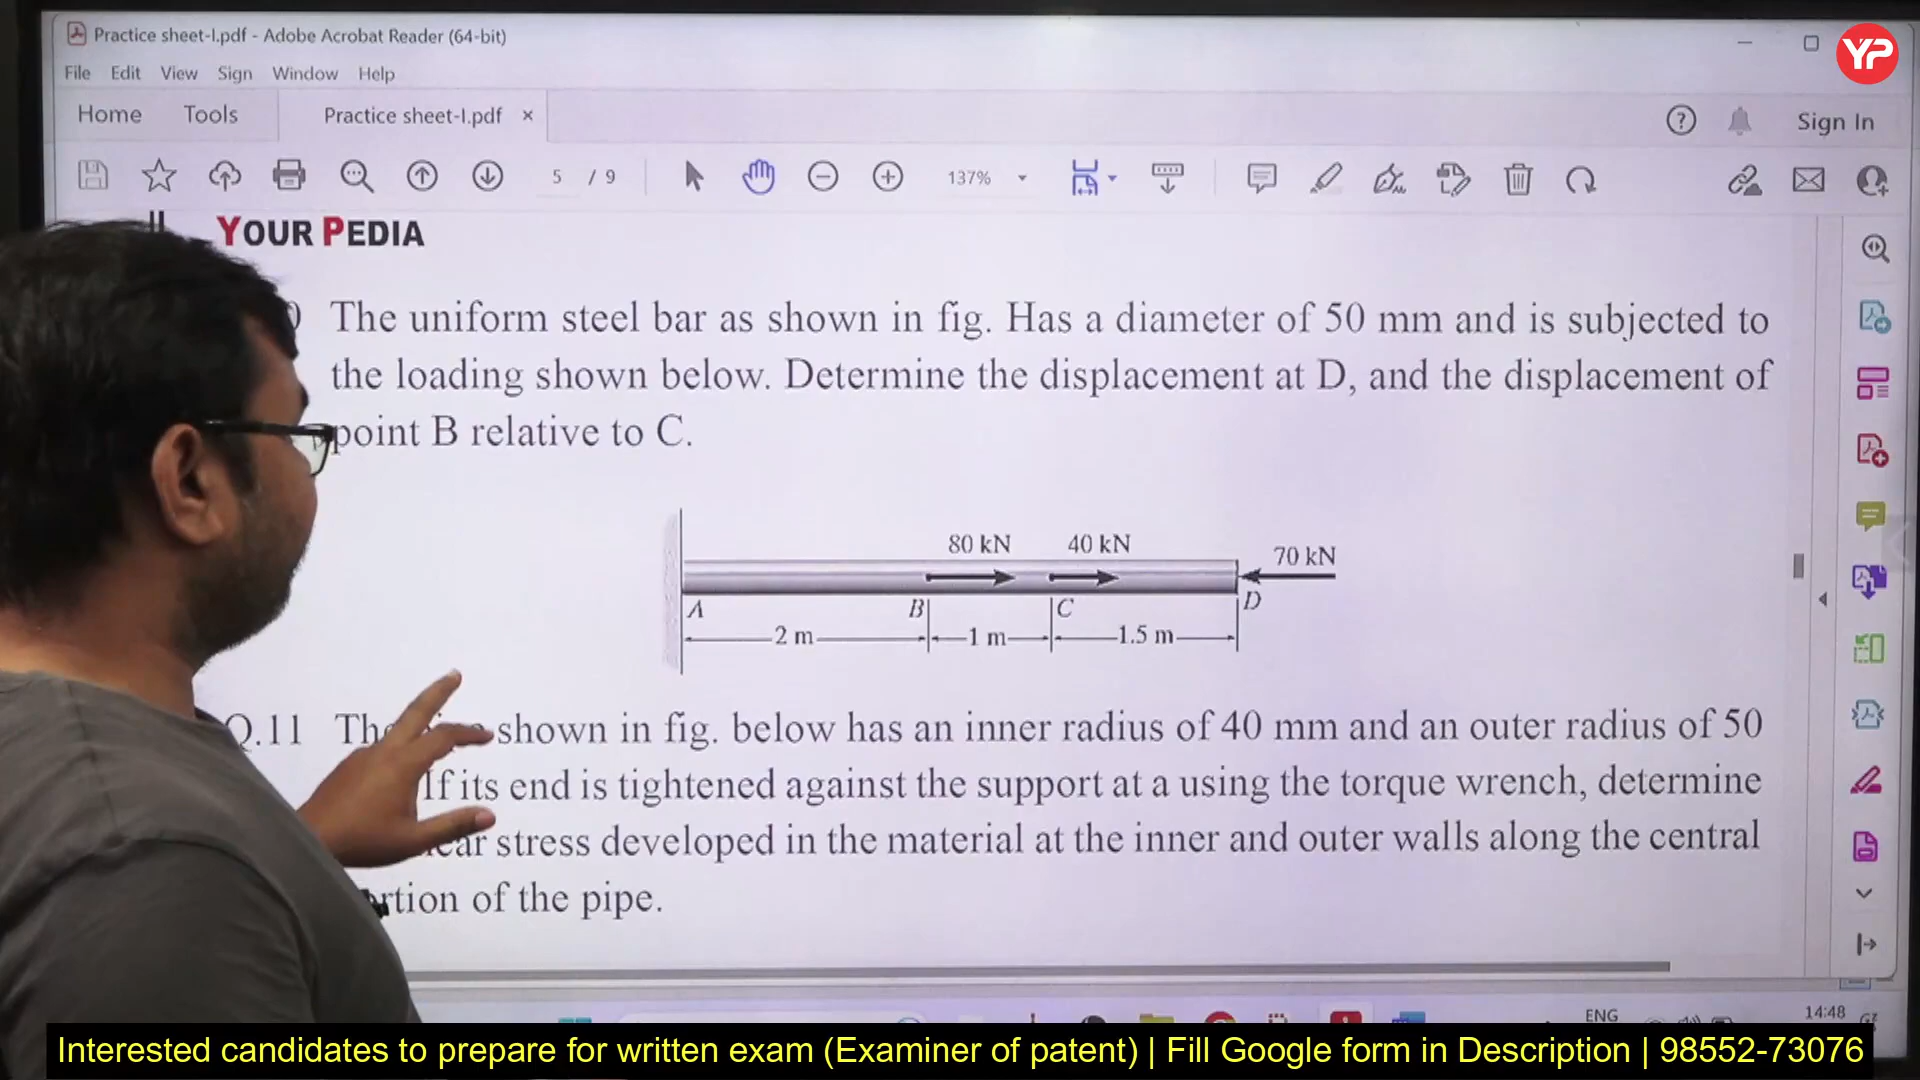 Practice sheet-I.pdf - Adobe Acrobat Reader (64-bit)
YP
File Edit View Sign Window Help
Home Tools Practice sheet-I.pdf ×
? Sign In
5 / 9 137%
YOUR PEDIA
The uniform steel bar as shown in fig. Has a diameter of 50 mm and is subjected to
the loading shown below. Determine the displacement at D, and the displacement of
point B relative to C.
80 kN 40 kN 70 kN
A B C D
2 m 1 m 1.5 m
Q.11 The shown in fig. below has an inner radius of 40 mm and an outer radius of 50
If its end is tightened against the support at a using the torque wrench, determine
stress developed in the material at the inner and outer walls along the central
of the pipe.
ENG 14:48
Interested candidates to prepare for written exam (Examiner of patent) | Fill Google form in Description | 98552-73076